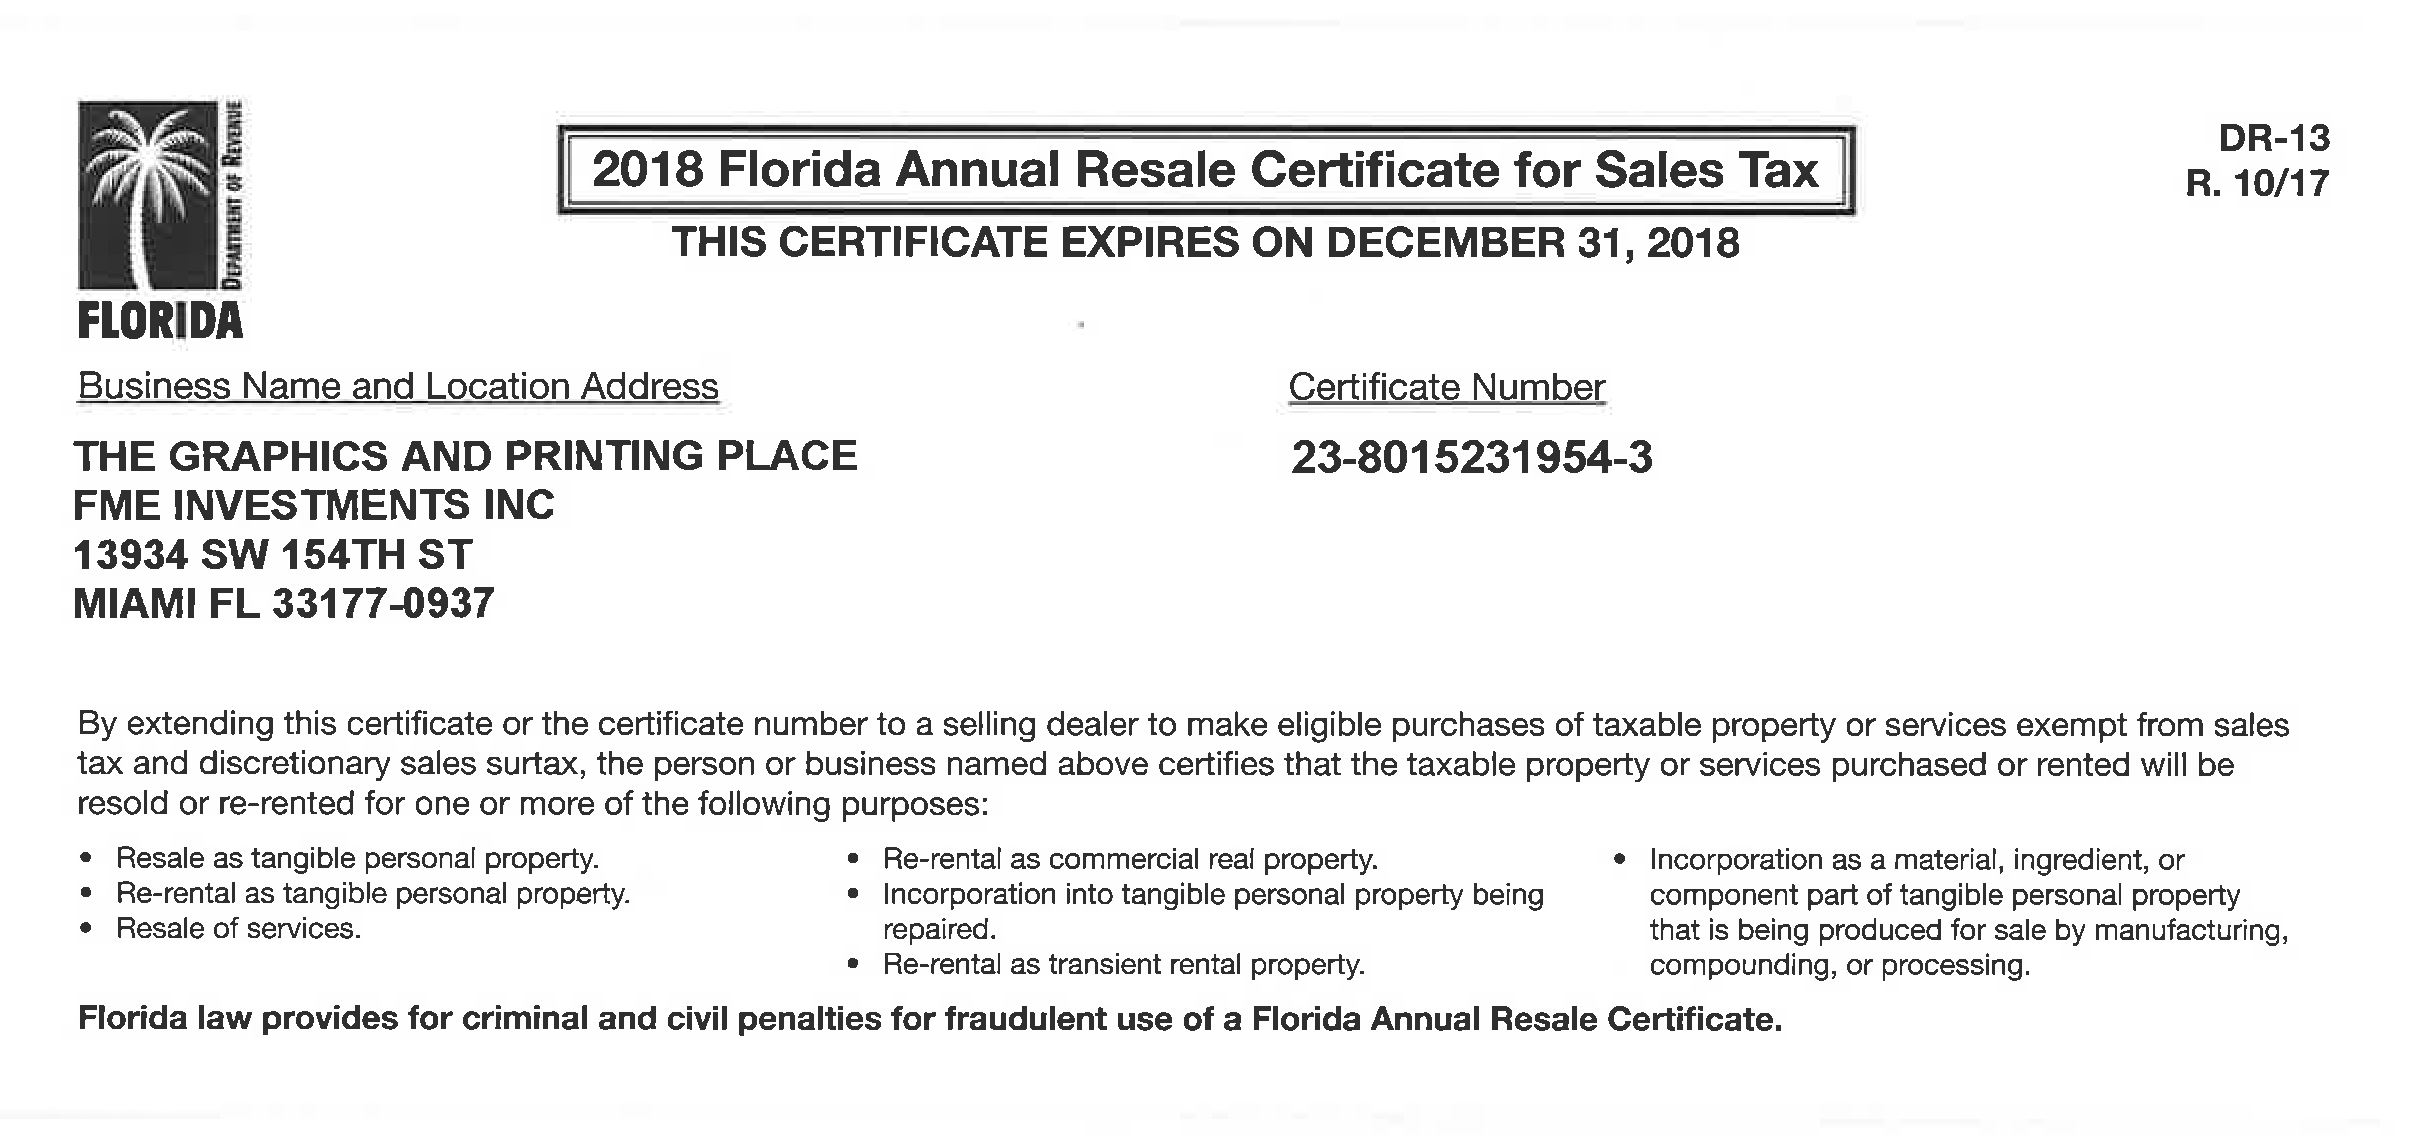 DEPARTMENT OF REVENUE
FLORIDA
2018 Florida Annual Resale Certificate for Sales Tax
THIS CERTIFICATE EXPIRES ON DECEMBER 31, 2018
DR-13
R. 10/17
Business Name and Location Address
THE GRAPHICS AND PRINTING PLACE
FME INVESTMENTS INC
13934 SW 154TH ST
MIAMI FL 33177-0937
Certificate Number
23-8015231954-3
By extending this certificate or the certificate number to a selling dealer to make eligible purchases of taxable property or services exempt from sales
tax and discretionary sales surtax, the person or business named above certifies that the taxable property or services purchased or rented will be
resold or re-rented for one or more of the following purposes:
• Resale as tangible personal property.
• Re-rental as tangible personal property.
• Resale of services.
• Re-rental as commercial real property.
• Incorporation into tangible personal property being
repaired.
• Re-rental as transient rental property.
• Incorporation as a material, ingredient, or
component part of tangible personal property
that is being produced for sale by manufacturing,
compounding, or processing.
Florida law provides for criminal and civil penalties for fraudulent use of a Florida Annual Resale Certificate.